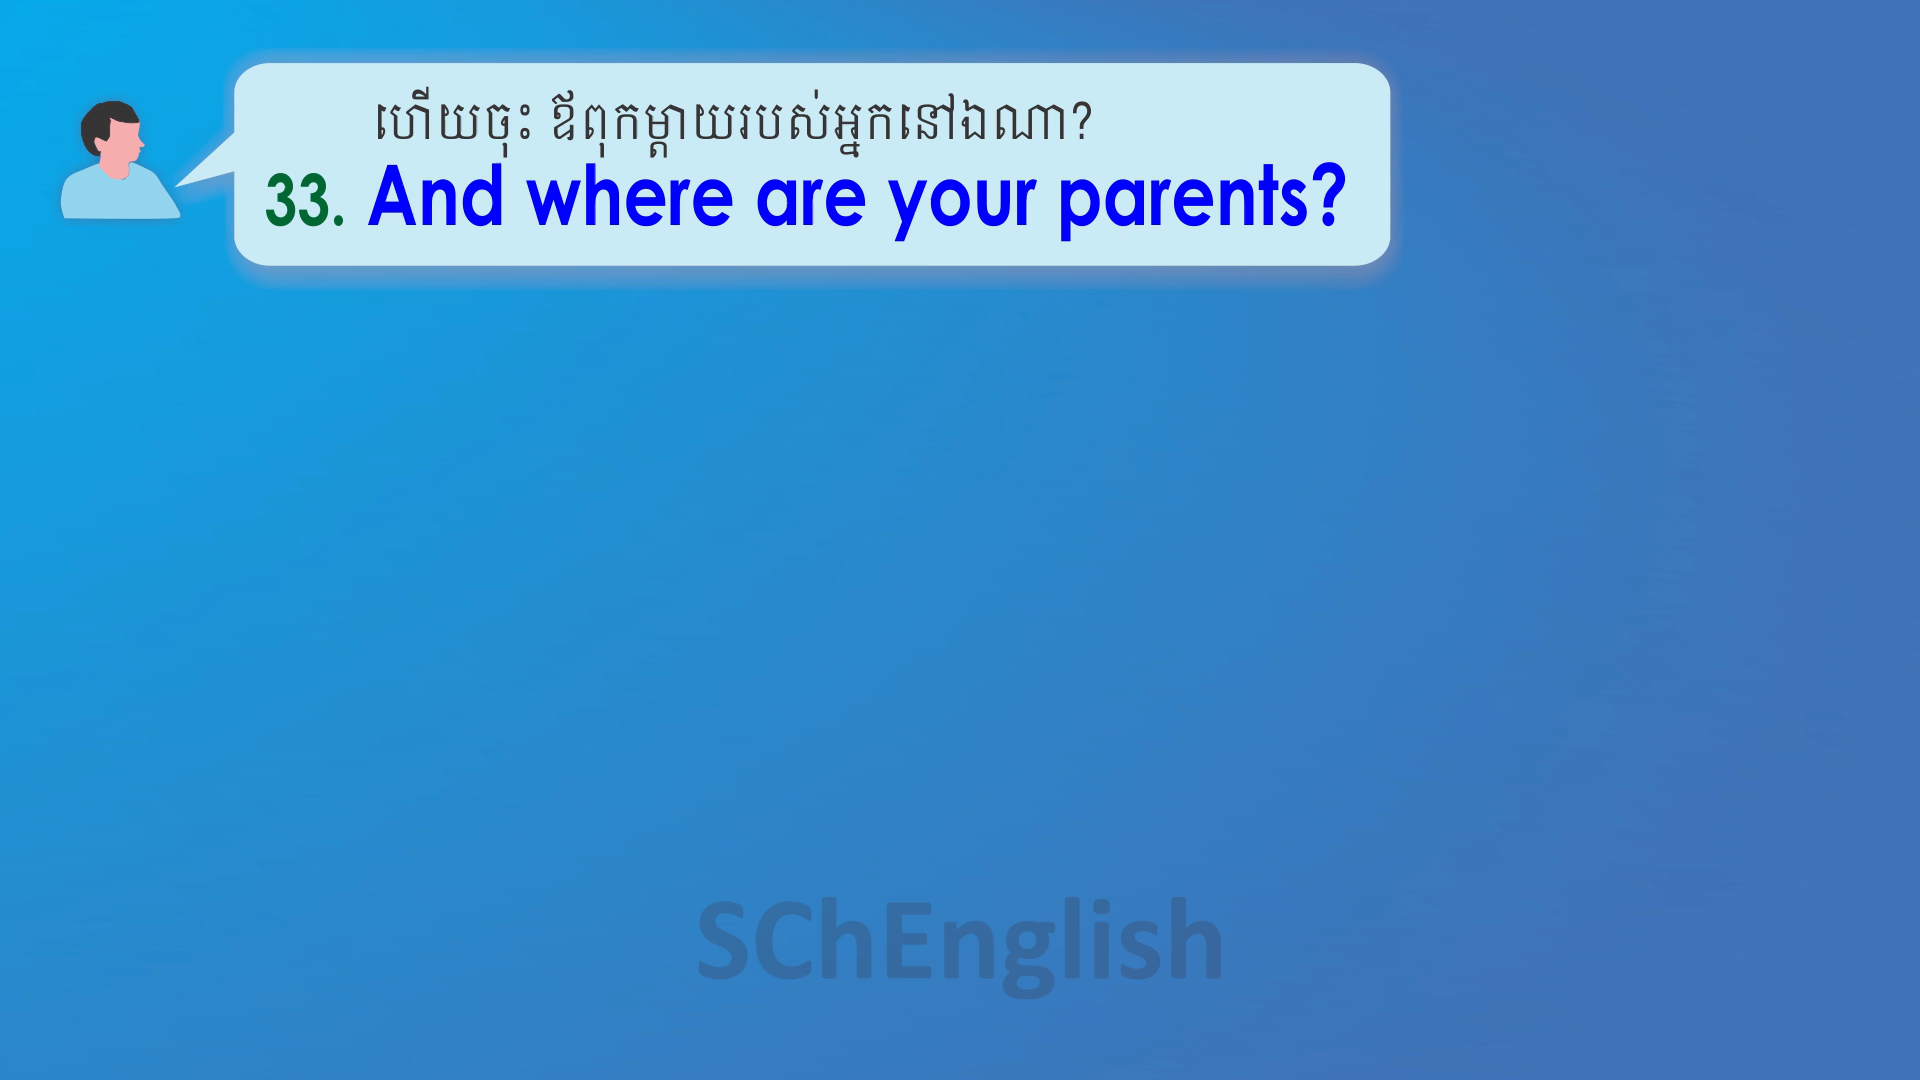 ហើយចុះ ឪពុកម្តាយរបស់អ្នកនៅឯណា?
33. And where are your parents?
SChEnglish